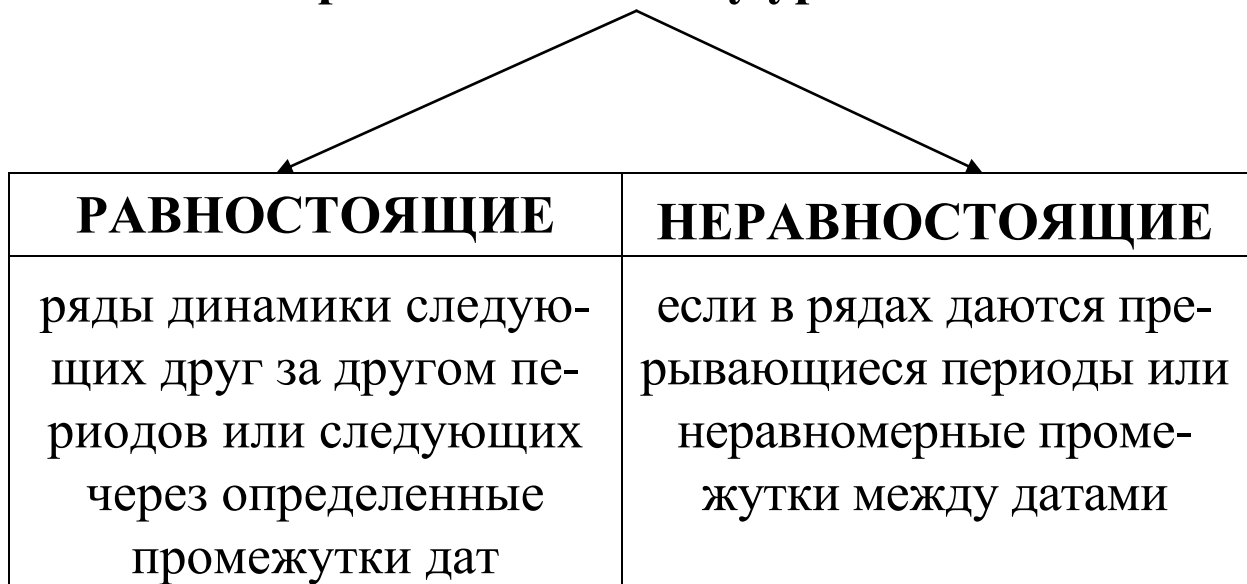 РАВНОСТОЯЩИЕ
НЕРАВНОСТОЯЩИЕ
ряды динамики следую-
щих друг за другом пе-
риодов или следующих
через определенные
промежутки дат
если в рядах даются пре-
рывающиеся периоды или
неравномерные проме-
жутки между датами